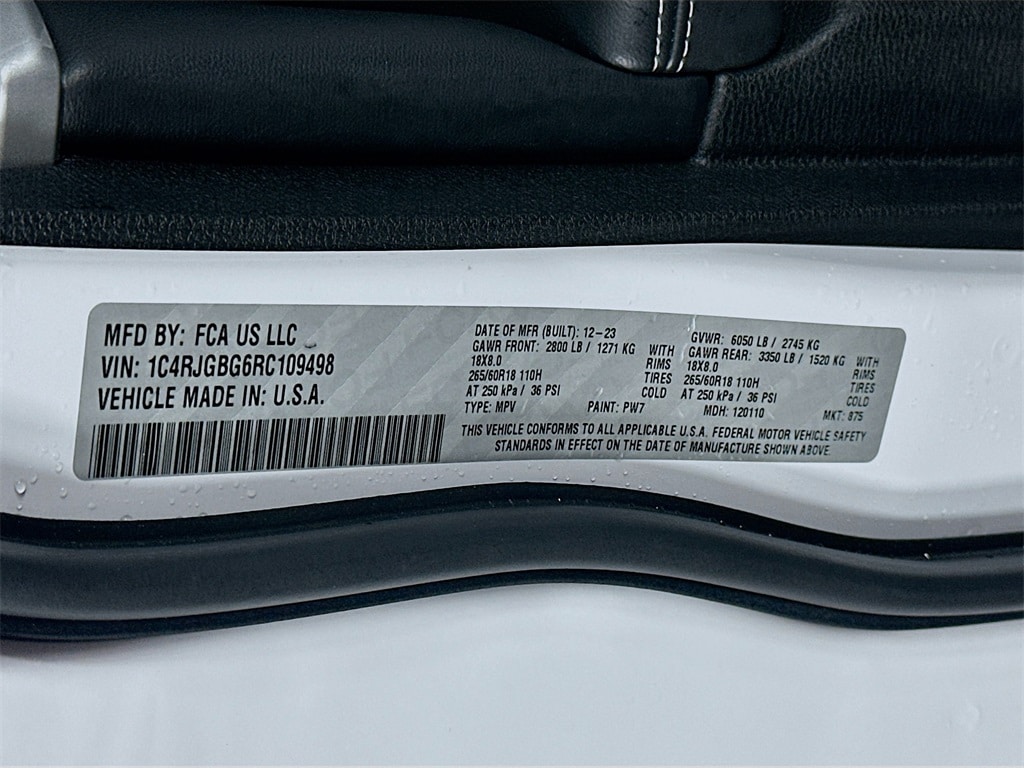 MFD BY: FCA US LLC
VIN: 1C4RJGBG6RC109498
VEHICLE MADE IN: U.S.A.
DATE OF MFR (BUILT): 12-23
GAWR FRONT: 2800 LB / 1271 KG WITH
18X8.0 RIMS
265/60R18 110H TIRES
AT 250 kPa / 36 PSI COLD
TYPE: MPV PAINT: PW7
GVWR: 6050 LB / 2745 KG
GAWR REAR: 3350 LB / 1520 KG WITH
18X8.0 RIMS
265/60R18 110H TIRES
AT 250 kPa / 36 PSI COLD
MDH: 120110 MKT: 875
THIS VEHICLE CONFORMS TO ALL APPLICABLE U.S.A. FEDERAL MOTOR VEHICLE SAFETY
STANDARDS IN EFFECT ON THE DATE OF MANUFACTURE SHOWN ABOVE.